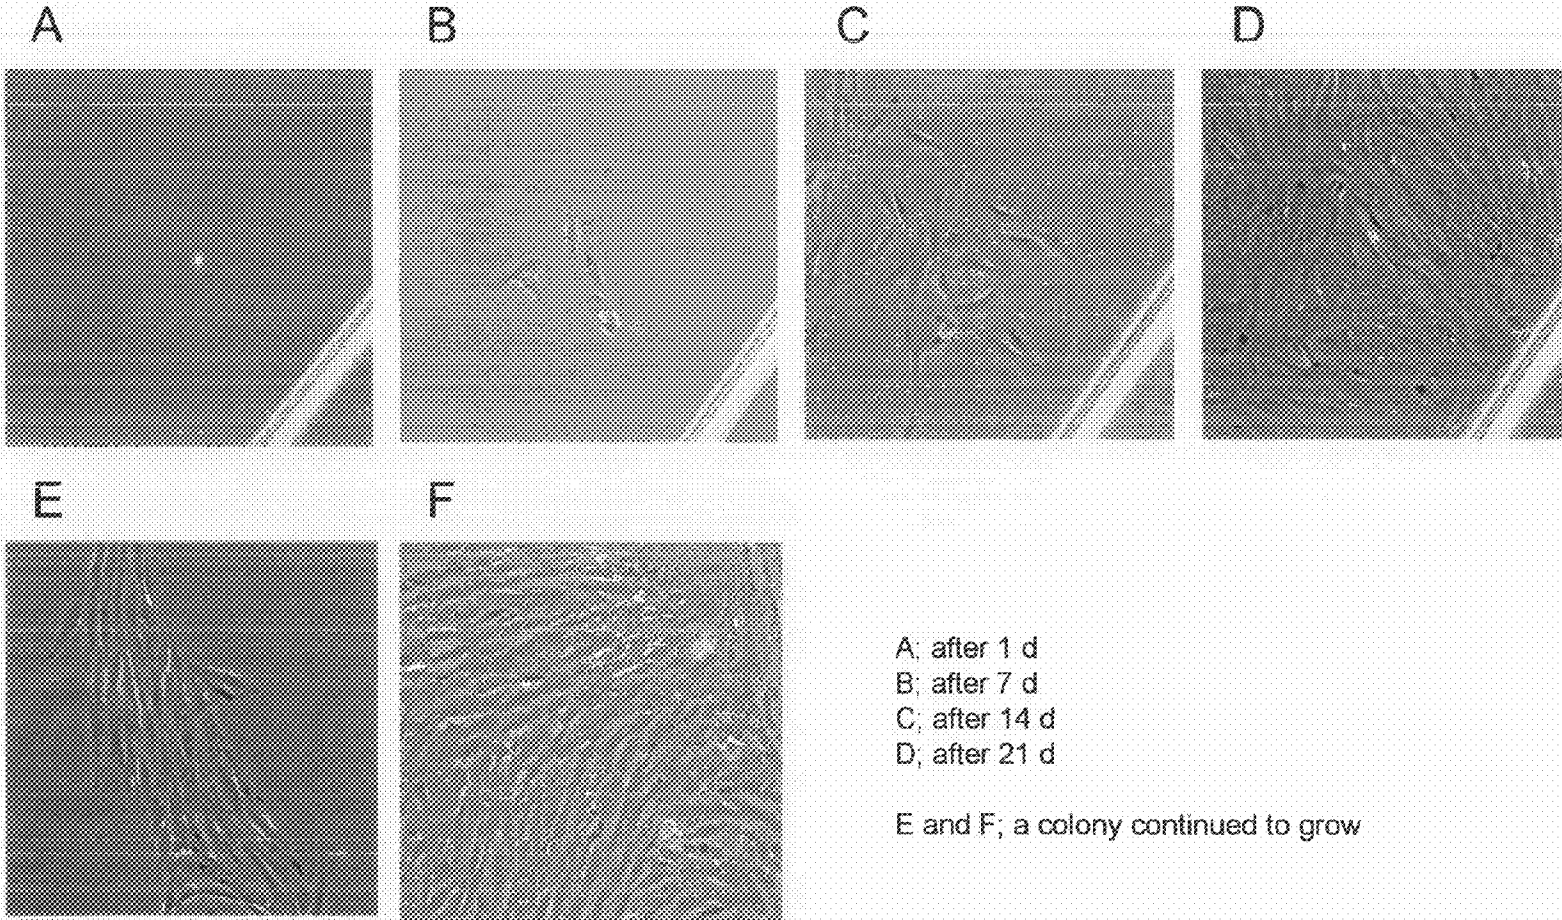 A
B
C
D
E
F
A; after 1 d
B; after 7 d
C; after 14 d
D; after 21 d
E and F; a colony continued to grow